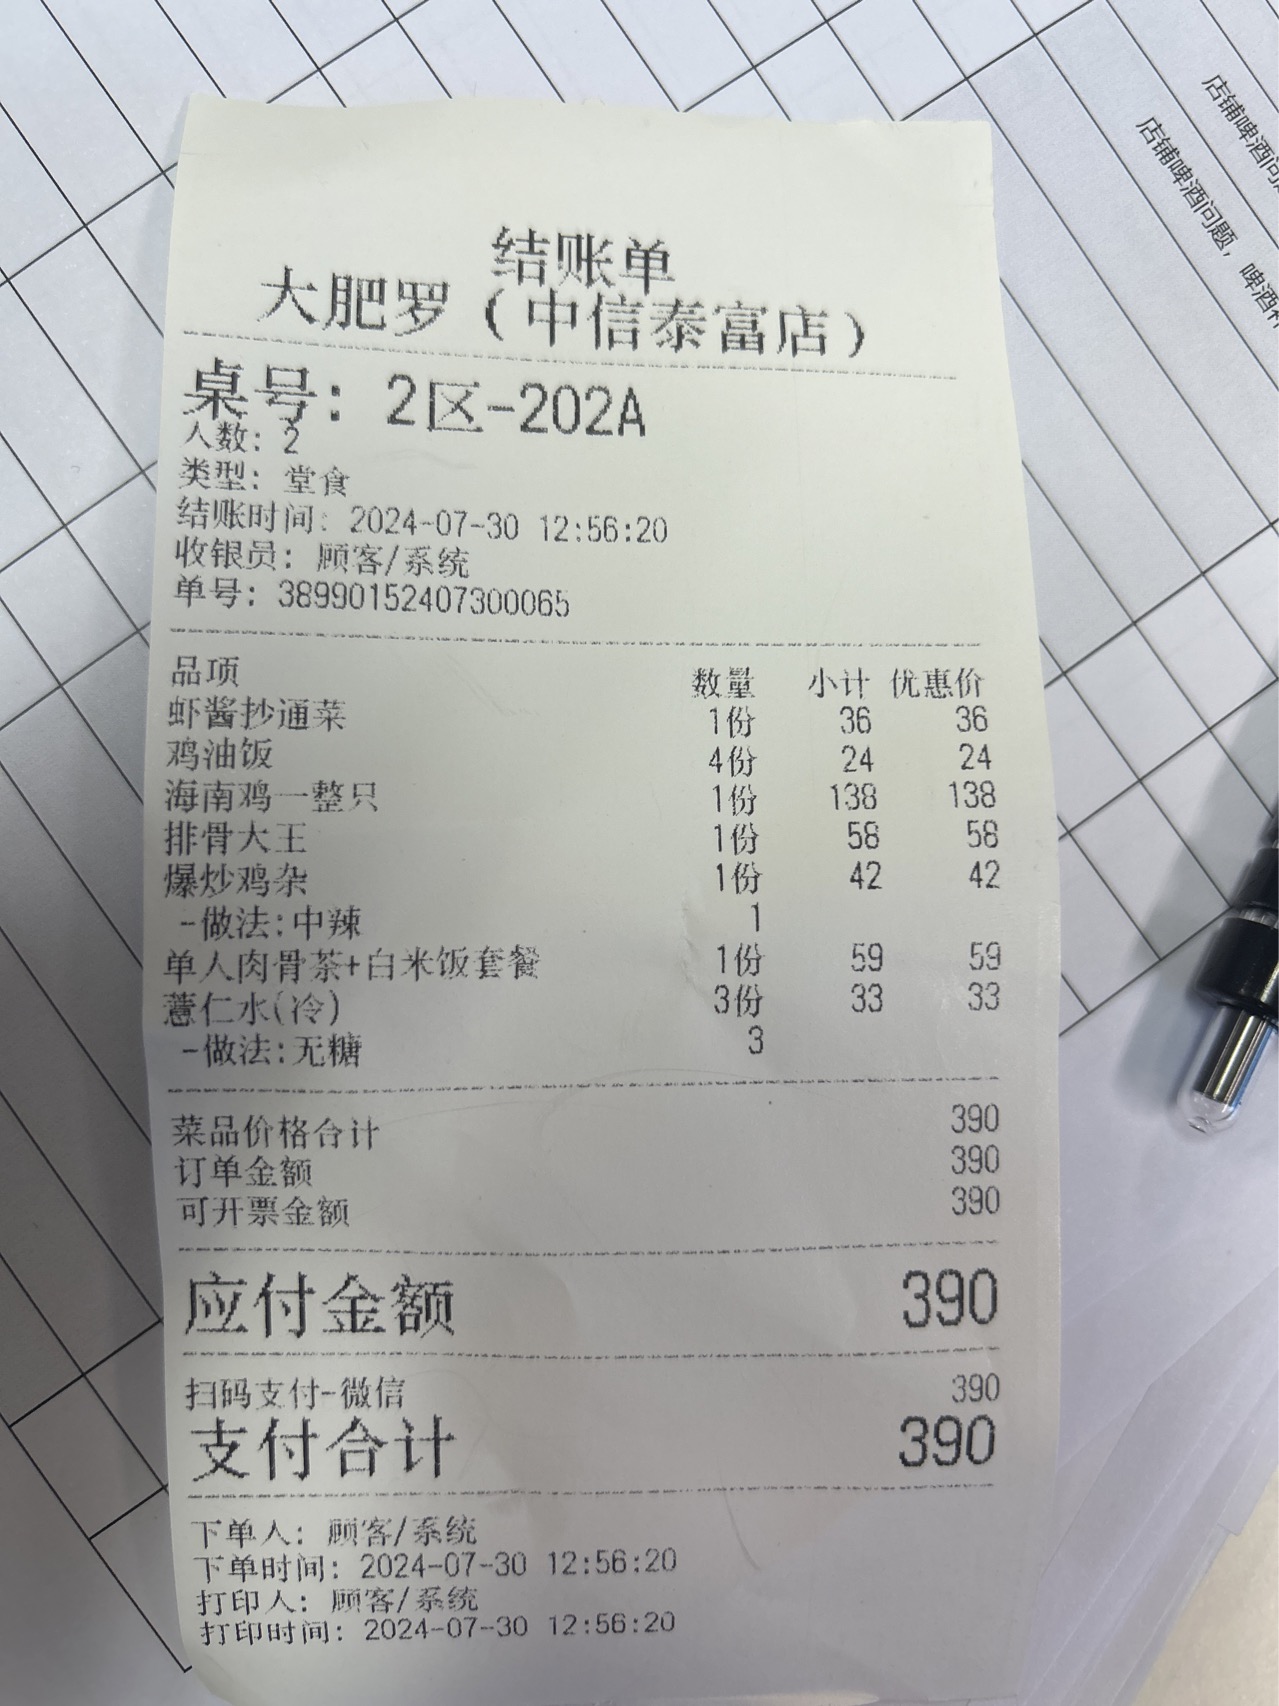 结账单
大肥罗（中信泰富店）
桌号：2区-202A
人数：2
类型：堂食
结账时间：2024-07-30 12:56:20
收银员：顾客/系统
单号：38990152407300065
品项 数量 小计 优惠价
虾酱抄通菜 1份 36 36
鸡油饭 4份 24 24
海南鸡一整只 1份 138 138
排骨大王 1份 58 58
爆炒鸡杂 1份 42 42
-做法:中辣 1
单人肉骨茶+白米饭套餐 1份 59 59
薏仁水(冷) 3份 33 33
-做法:无糖 3
菜品价格合计 390
订单金额 390
可开票金额 390
应付金额 390
扫码支付-微信 390
支付合计 390
下单人：顾客/系统
下单时间：2024-07-30 12:56:20
打印人：顾客/系统
打印时间：2024-07-30 12:56:20
店铺啤酒问
店铺啤酒问题，啤酒